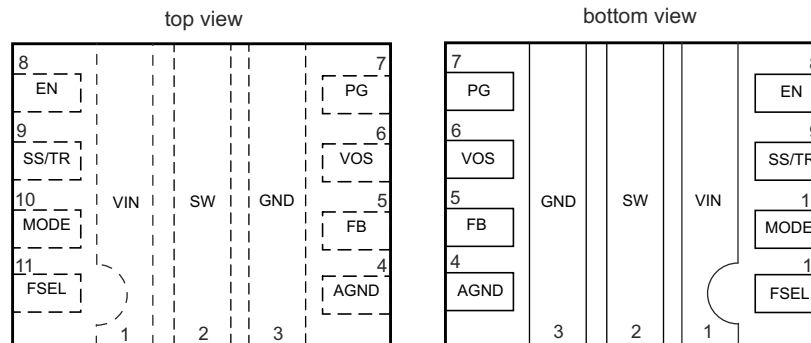 top view
8
EN
9
SS/TR
10
MODE
11
FSEL
VIN
SW
GND
7
PG
6
VOS
5
FB
4
AGND
1
2
3
bottom view
7
PG
6
VOS
5
FB
4
AGND
GND
SW
VIN
EN
SS/TR
MODE
FSEL
3
2
1